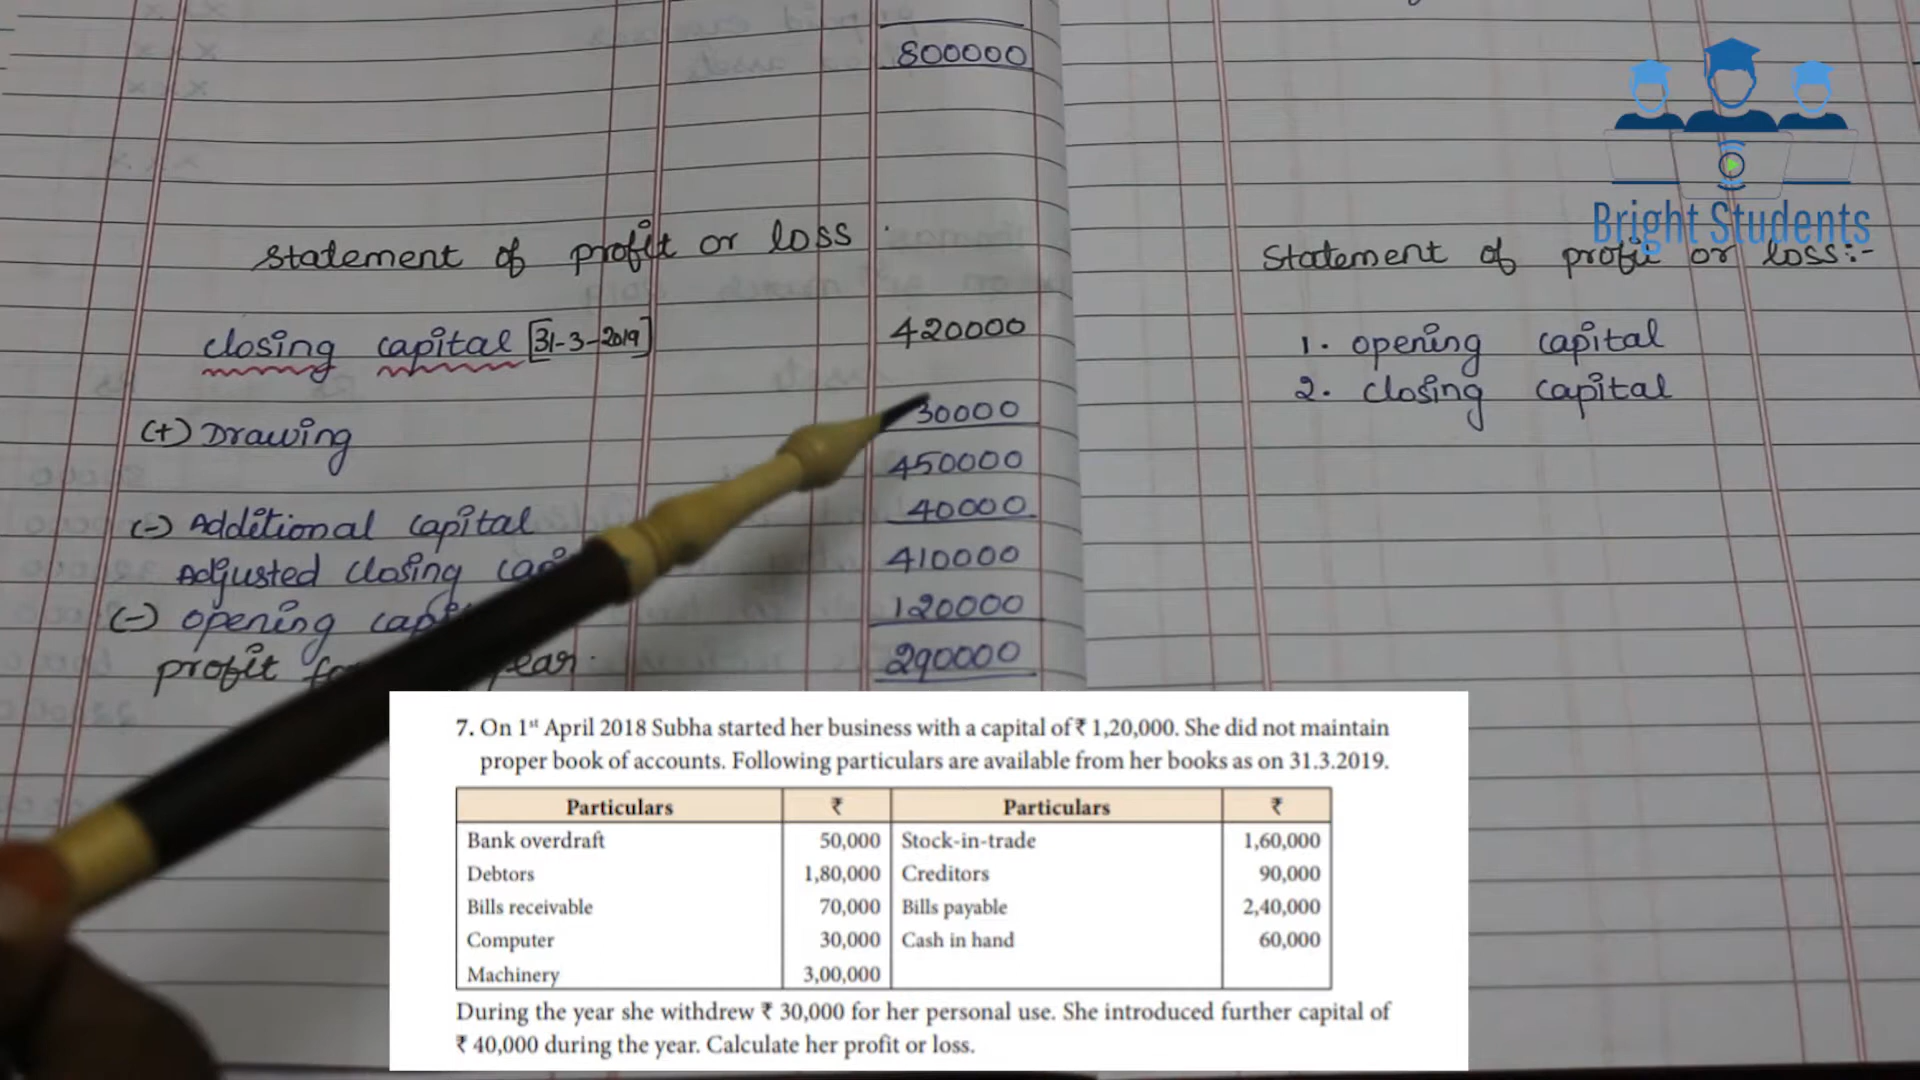 800000
Statement of profit or loss
closing capital [31-3-2019] 420000
(+) Drawing 30000
450000
(-) Additional capital 40000
Adjusted closing 410000
(-) opening 120000
profit 290000
Bright Students
Statement of profit or loss:-
1. opening capital
2. closing capital
7. On 1st April 2018 Subha started her business with a capital of ₹ 1,20,000. She did not maintain
proper book of accounts. Following particulars are available from her books as on 31.3.2019.
Particulars ₹ Particulars ₹
Bank overdraft 50,000 Stock-in-trade 1,60,000
Debtors 1,80,000 Creditors 90,000
Bills receivable 70,000 Bills payable 2,40,000
Computer 30,000 Cash in hand 60,000
Machinery 3,00,000
During the year she withdrew ₹ 30,000 for her personal use. She introduced further capital of
₹ 40,000 during the year. Calculate her profit or loss.